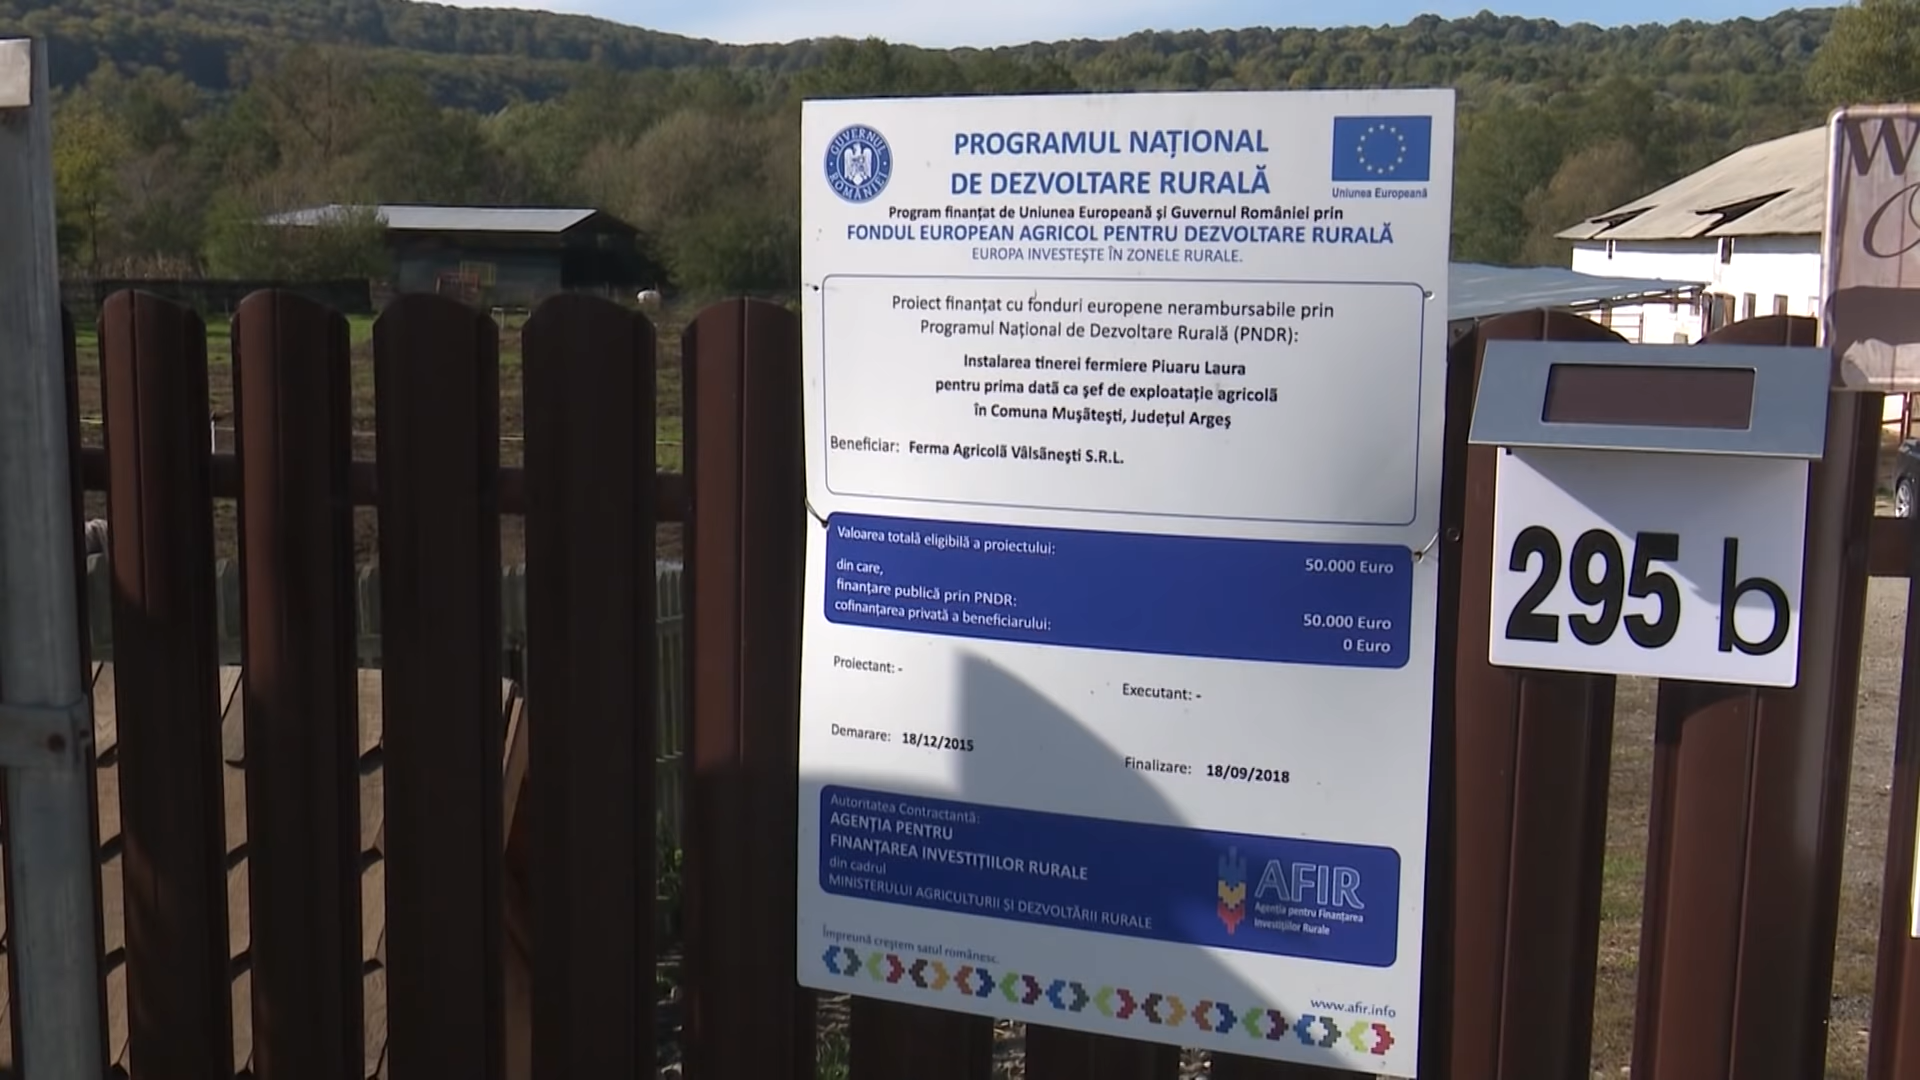 GUVERNUL ROMÂNIEI
PROGRAMUL NAȚIONAL
DE DEZVOLTARE RURALĂ
Uniunea Europeană
Program finanțat de Uniunea Europeană și Guvernul României prin
FONDUL EUROPEAN AGRICOL PENTRU DEZVOLTARE RURALĂ
EUROPA INVESTEȘTE ÎN ZONELE RURALE.
Proiect finanțat cu fonduri europene nerambursabile prin
Programul Național de Dezvoltare Rurală (PNDR):
Instalarea tinerei fermiere Piuaru Laura
pentru prima dată ca șef de exploatație agricolă
în Comuna Mușătești, Județul Argeș
Beneficiar: Ferma Agricolă Vâlsănești S.R.L.
Valoarea totală eligibilă a proiectului: 50.000 Euro
din care,
finanțare publică prin PNDR: 50.000 Euro
cofinanțarea privată a beneficiarului: 0 Euro
Proiectant: -
Executant: -
Demarare: 18/12/2015
Finalizare: 18/09/2018
Autoritatea Contractantă:
AGENȚIA PENTRU
FINANȚAREA INVESTIȚIILOR RURALE
din cadrul
MINISTERULUI AGRICULTURII ȘI DEZVOLTĂRII RURALE
AFIR
Agenția pentru Finanțarea
Investițiilor Rurale
Împreună creștem satul românesc.
www.afir.info
295 b